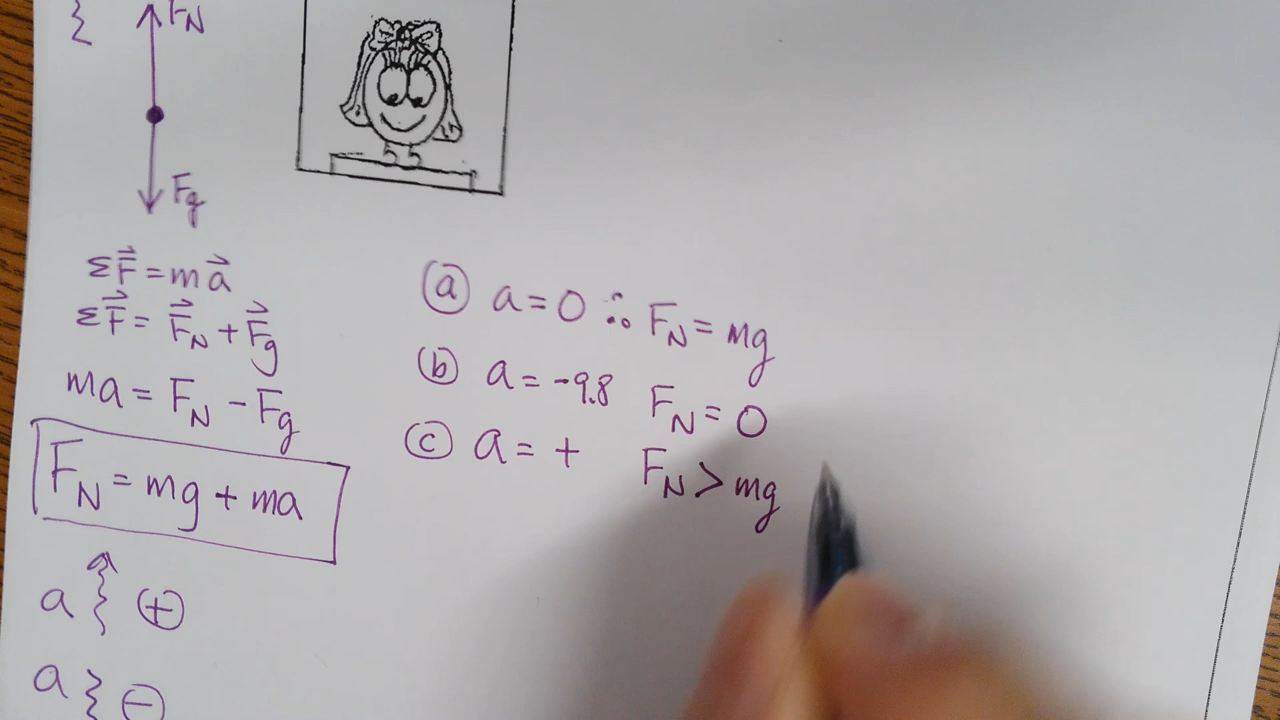 F_N
F_g
ΣF⃗ = ma⃗
ΣF⃗ = F⃗_N + F⃗_g
ma = F_N - F_g
F_N = mg + ma
a ⊕
a ⊖
ⓐ a = 0 ∴ F_N = mg
ⓑ a = -9.8 F_N = 0
ⓒ a = + F_N > mg